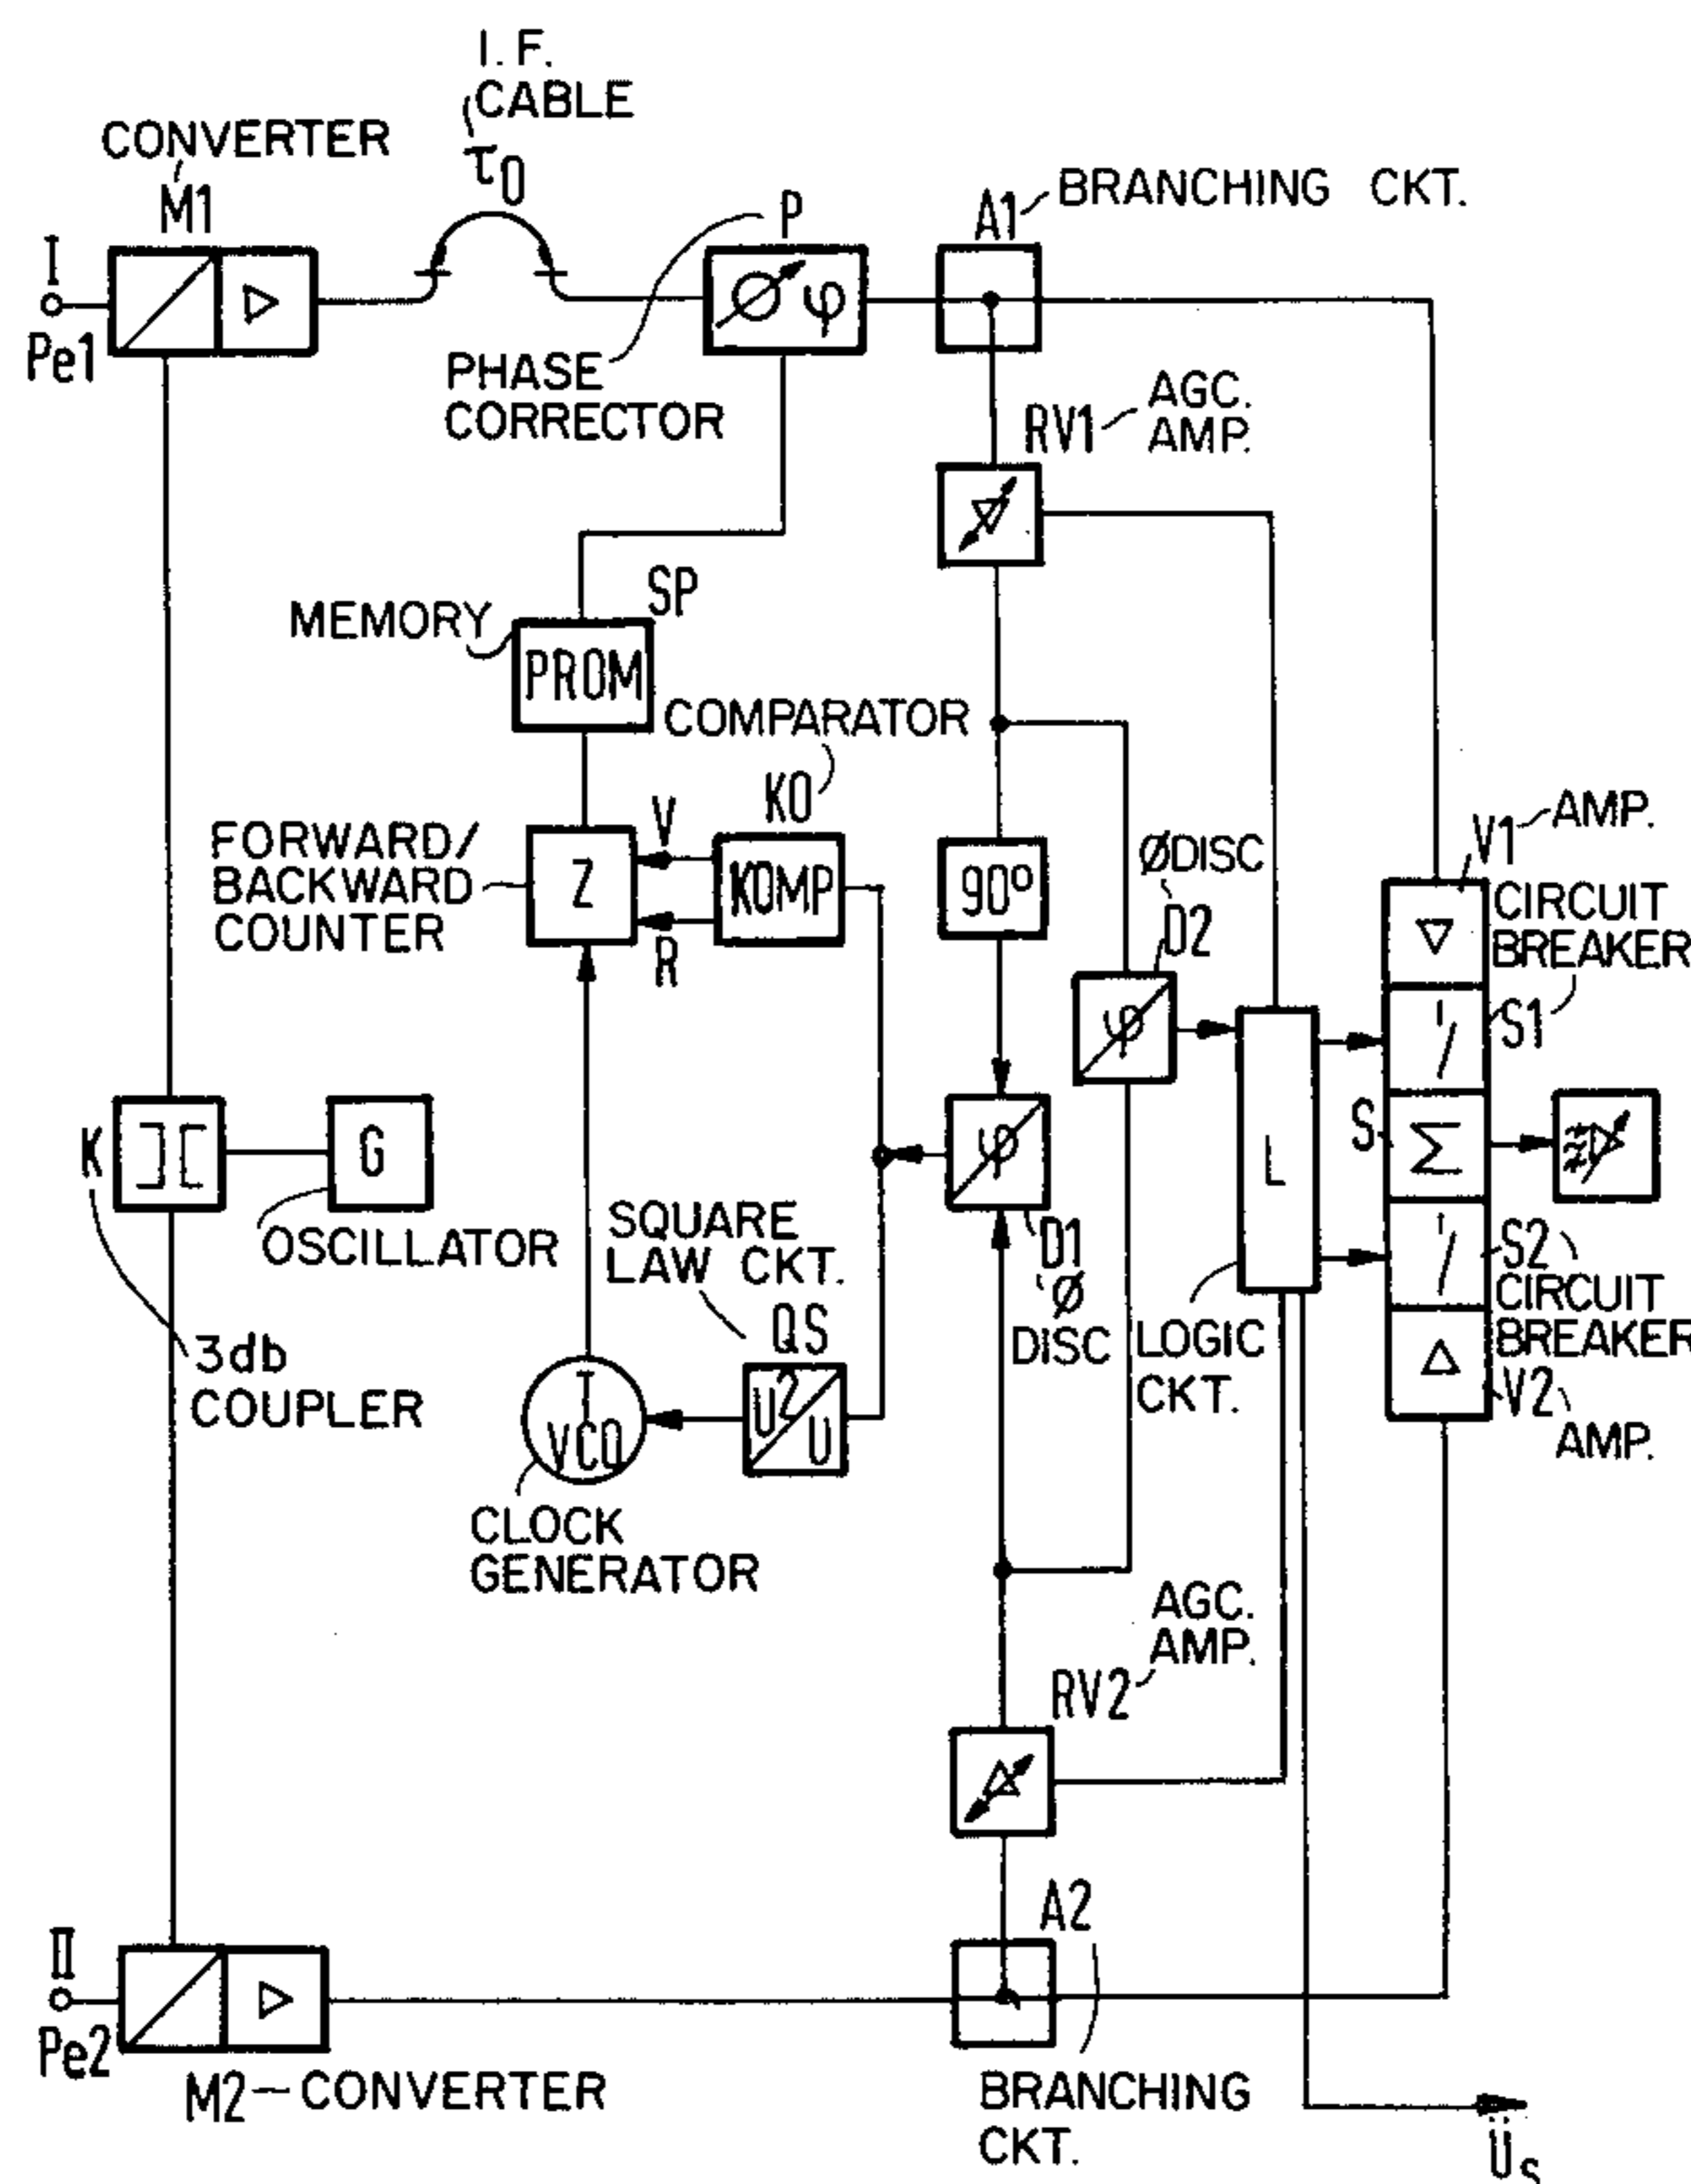 I.F.
CABLE
τ0
CONVERTER
M1
I
Pe1
P
φ
PHASE
CORRECTOR
A1
BRANCHING CKT.
RV1
AGC.
AMP.
SP
MEMORY
PROM
COMPARATOR
KO
KOMP
V
R
FORWARD/
BACKWARD
COUNTER
Z
90°
ØDISC
D2
φ
V1
AMP.
CIRCUIT
BREAKER
S1
S
Σ
S2
CIRCUIT
BREAKER
V2
AMP.
L
LOGIC
CKT.
φ
D1
Ø
DISC
K
G
OSCILLATOR
3db
COUPLER
SQUARE
LAW CKT.
QS
U2/U
T
VCO
CLOCK
GENERATOR
AGC.
AMP.
RV2
A2
BRANCHING
CKT.
II
Pe2
M2
CONVERTER
Üs